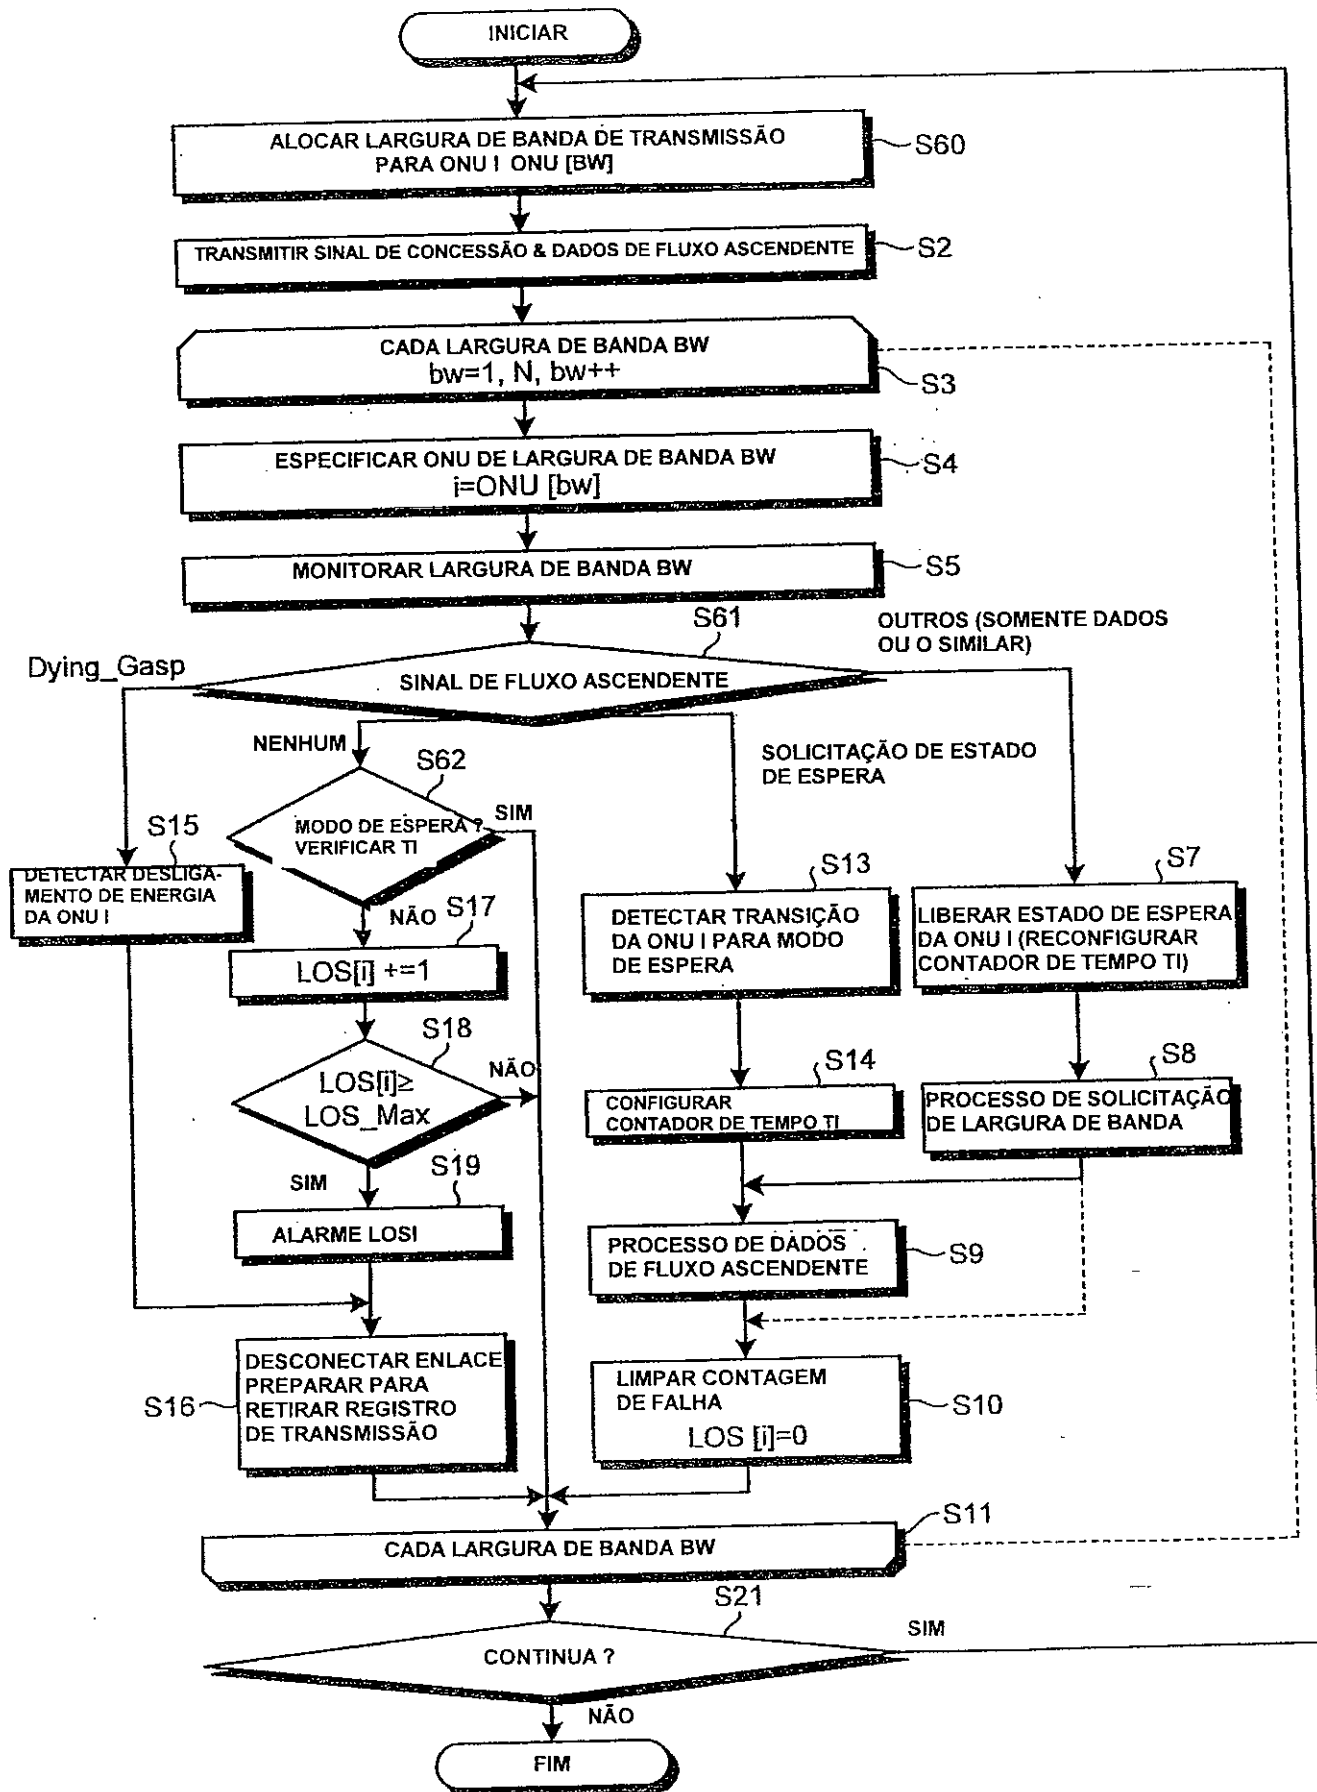 INICIAR
ALOCAR LARGURA DE BANDA DE TRANSMISSÃO
PARA ONU I ONU [BW]
S60
TRANSMITIR SINAL DE CONCESSÃO & DADOS DE FLUXO ASCENDENTE
S2
CADA LARGURA DE BANDA BW
bw=1, N, bw++
S3
ESPECIFICAR ONU DE LARGURA DE BANDA BW
i=ONU [bw]
S4
MONITORAR LARGURA DE BANDA BW
S5
S61
OUTROS (SOMENTE DADOS
OU O SIMILAR)
Dying_Gasp
SINAL DE FLUXO ASCENDENTE
NENHUM
SOLICITAÇÃO DE ESTADO
DE ESPERA
S62
MODO DE ESPERA ?
VERIFICAR TI
SIM
NÃO
S15
DETECTAR DESLIGA-
MENTO DE ENERGIA
DA ONU I
S17
LOS[i] +=1
S18
LOS[i]≥
LOS_Max
NÃO
SIM
S19
ALARME LOSI
S16
DESCONECTAR ENLACE
PREPARAR PARA
RETIRAR REGISTRO
DE TRANSMISSÃO
S13
DETECTAR TRANSIÇÃO
DA ONU I PARA MODO
DE ESPERA
S14
CONFIGURAR
CONTADOR DE TEMPO TI
S7
LIBERAR ESTADO DE ESPERA
DA ONU I (RECONFIGURAR
CONTADOR DE TEMPO TI)
S8
PROCESSO DE SOLICITAÇÃO
DE LARGURA DE BANDA
PROCESSO DE DADOS
DE FLUXO ASCENDENTE
S9
LIMPAR CONTAGEM
DE FALHA
LOS [i]=0
S10
CADA LARGURA DE BANDA BW
S11
S21
CONTINUA ?
SIM
NÃO
FIM